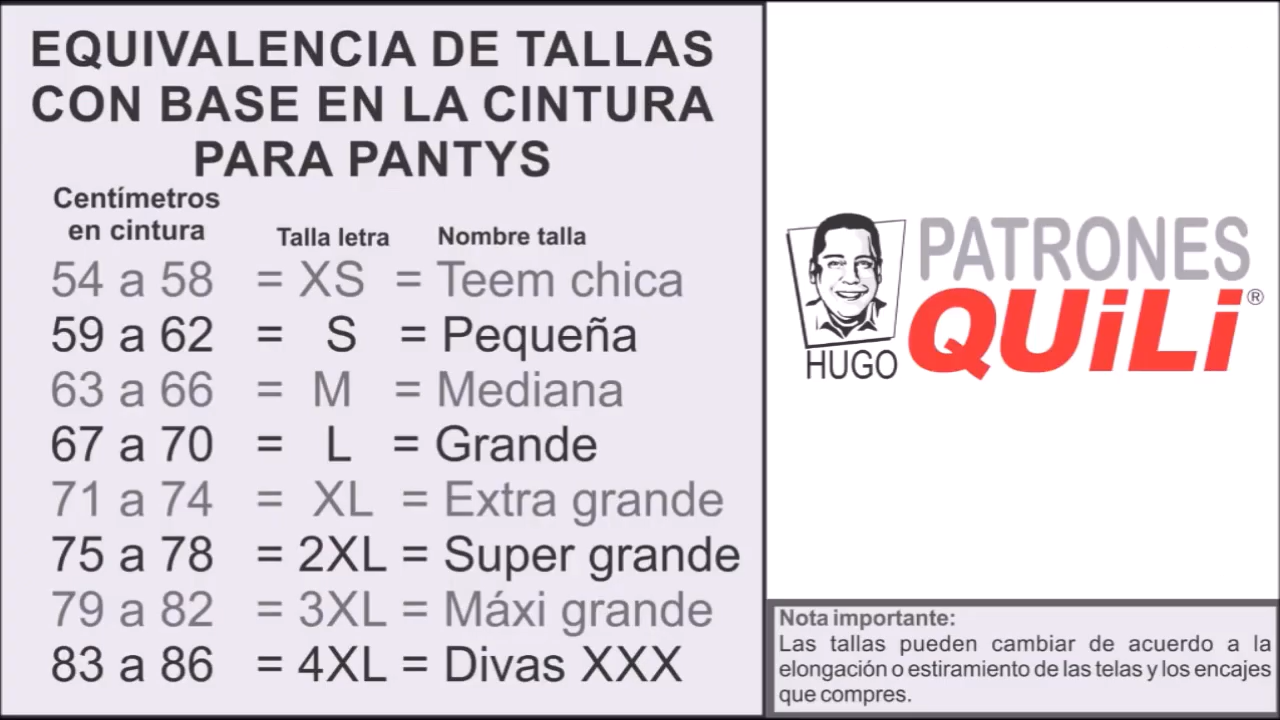 EQUIVALENCIA DE TALLAS
CON BASE EN LA CINTURA
PARA PANTYS
Centímetros
en cintura
Talla letra
Nombre talla
54 a 58 = XS = Teem chica
59 a 62 = S = Pequeña
63 a 66 = M = Mediana
67 a 70 = L = Grande
71 a 74 = XL = Extra grande
75 a 78 = 2XL = Super grande
79 a 82 = 3XL = Máxi grande
83 a 86 = 4XL = Divas XXX
PATRONES
QUiLi®
HUGO
Nota importante:
Las tallas pueden cambiar de acuerdo a la
elongación o estiramiento de las telas y los encajes
que compres.